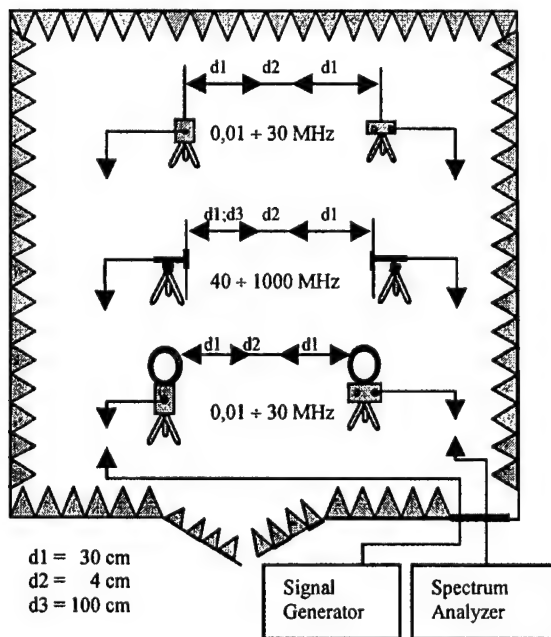 d1 d2 d1
0,01 ÷ 30 MHz
d1;d3 d2 d1
40 ÷ 1000 MHz
d1 d2 d1
0,01 ÷ 30 MHz
d1 = 30 cm
d2 = 4 cm
d3 = 100 cm
Signal
Generator
Spectrum
Analyzer